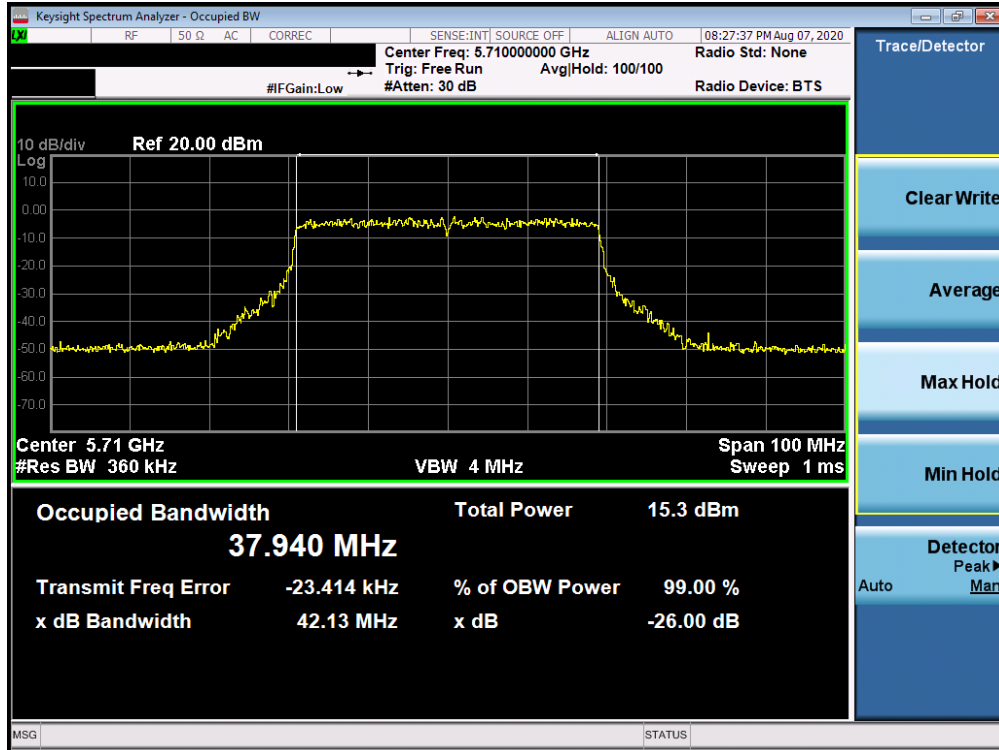 Keysight Spectrum Analyzer - Occupied BW
LXI RF 50 Ω AC CORREC SENSE:INT SOURCE OFF ALIGN AUTO 08:27:37 PM Aug 07, 2020
Center Freq: 5.710000000 GHz Radio Std: None
Trig: Free Run Avg|Hold: 100/100
#IFGain:Low #Atten: 30 dB Radio Device: BTS
Trace/Detector
10 dB/div Ref 20.00 dBm
Log
10.0
0.00
-10.0
-20.0
-30.0
-40.0
-50.0
-60.0
-70.0
Center 5.71 GHz Span 100 MHz
#Res BW 360 kHz VBW 4 MHz Sweep 1 ms
Occupied Bandwidth Total Power 15.3 dBm
37.940 MHz
Transmit Freq Error -23.414 kHz % of OBW Power 99.00 %
x dB Bandwidth 42.13 MHz x dB -26.00 dB
Clear Write
Average
Max Hold
Min Hold
Detector
Peak
Auto Man
MSG STATUS